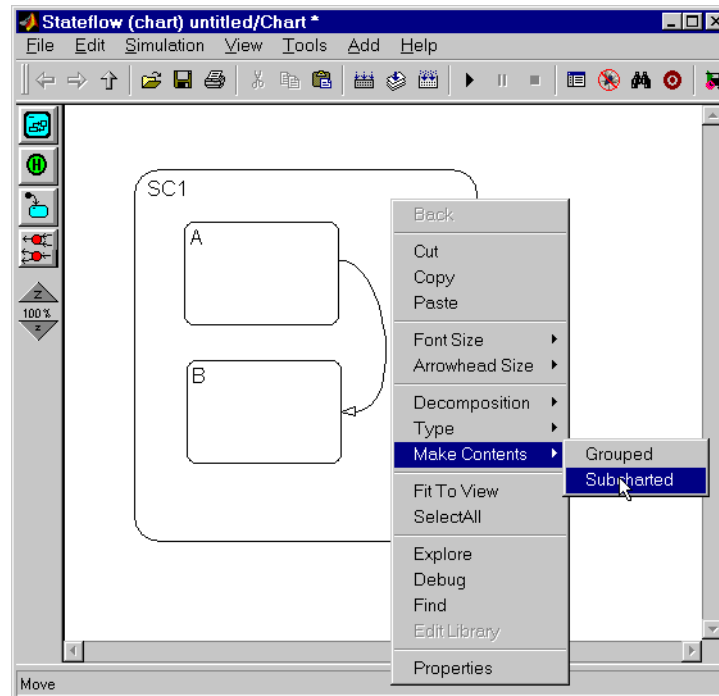 Stateflow (chart) untitled/Chart *
File Edit Simulation View Tools Add Help
H
Z
100 %
z
SC1
A
B
Back
Cut
Copy
Paste
Font Size
Arrowhead Size
Decomposition
Type
Make Contents
Grouped
Subcharted
Fit To View
SelectAll
Explore
Debug
Find
Edit Library
Properties
Move